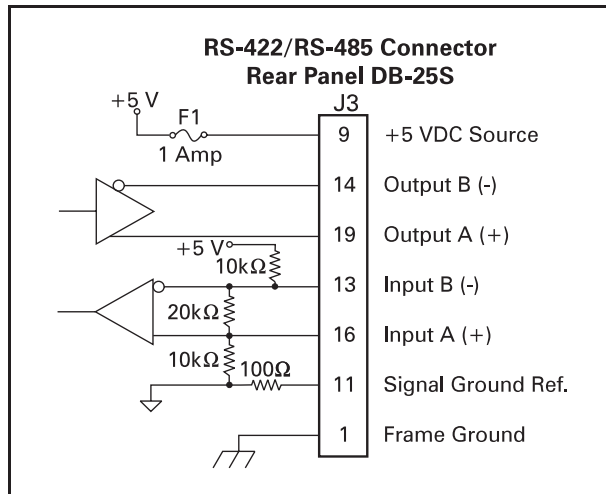 RS-422/RS-485 Connector
Rear Panel DB-25S
J3
+5 V
F1
1 Amp
9 +5 VDC Source
14 Output B (-)
19 Output A (+)
+5 V
10kΩ
13 Input B (-)
20kΩ
16 Input A (+)
10kΩ
100Ω
11 Signal Ground Ref.
1 Frame Ground